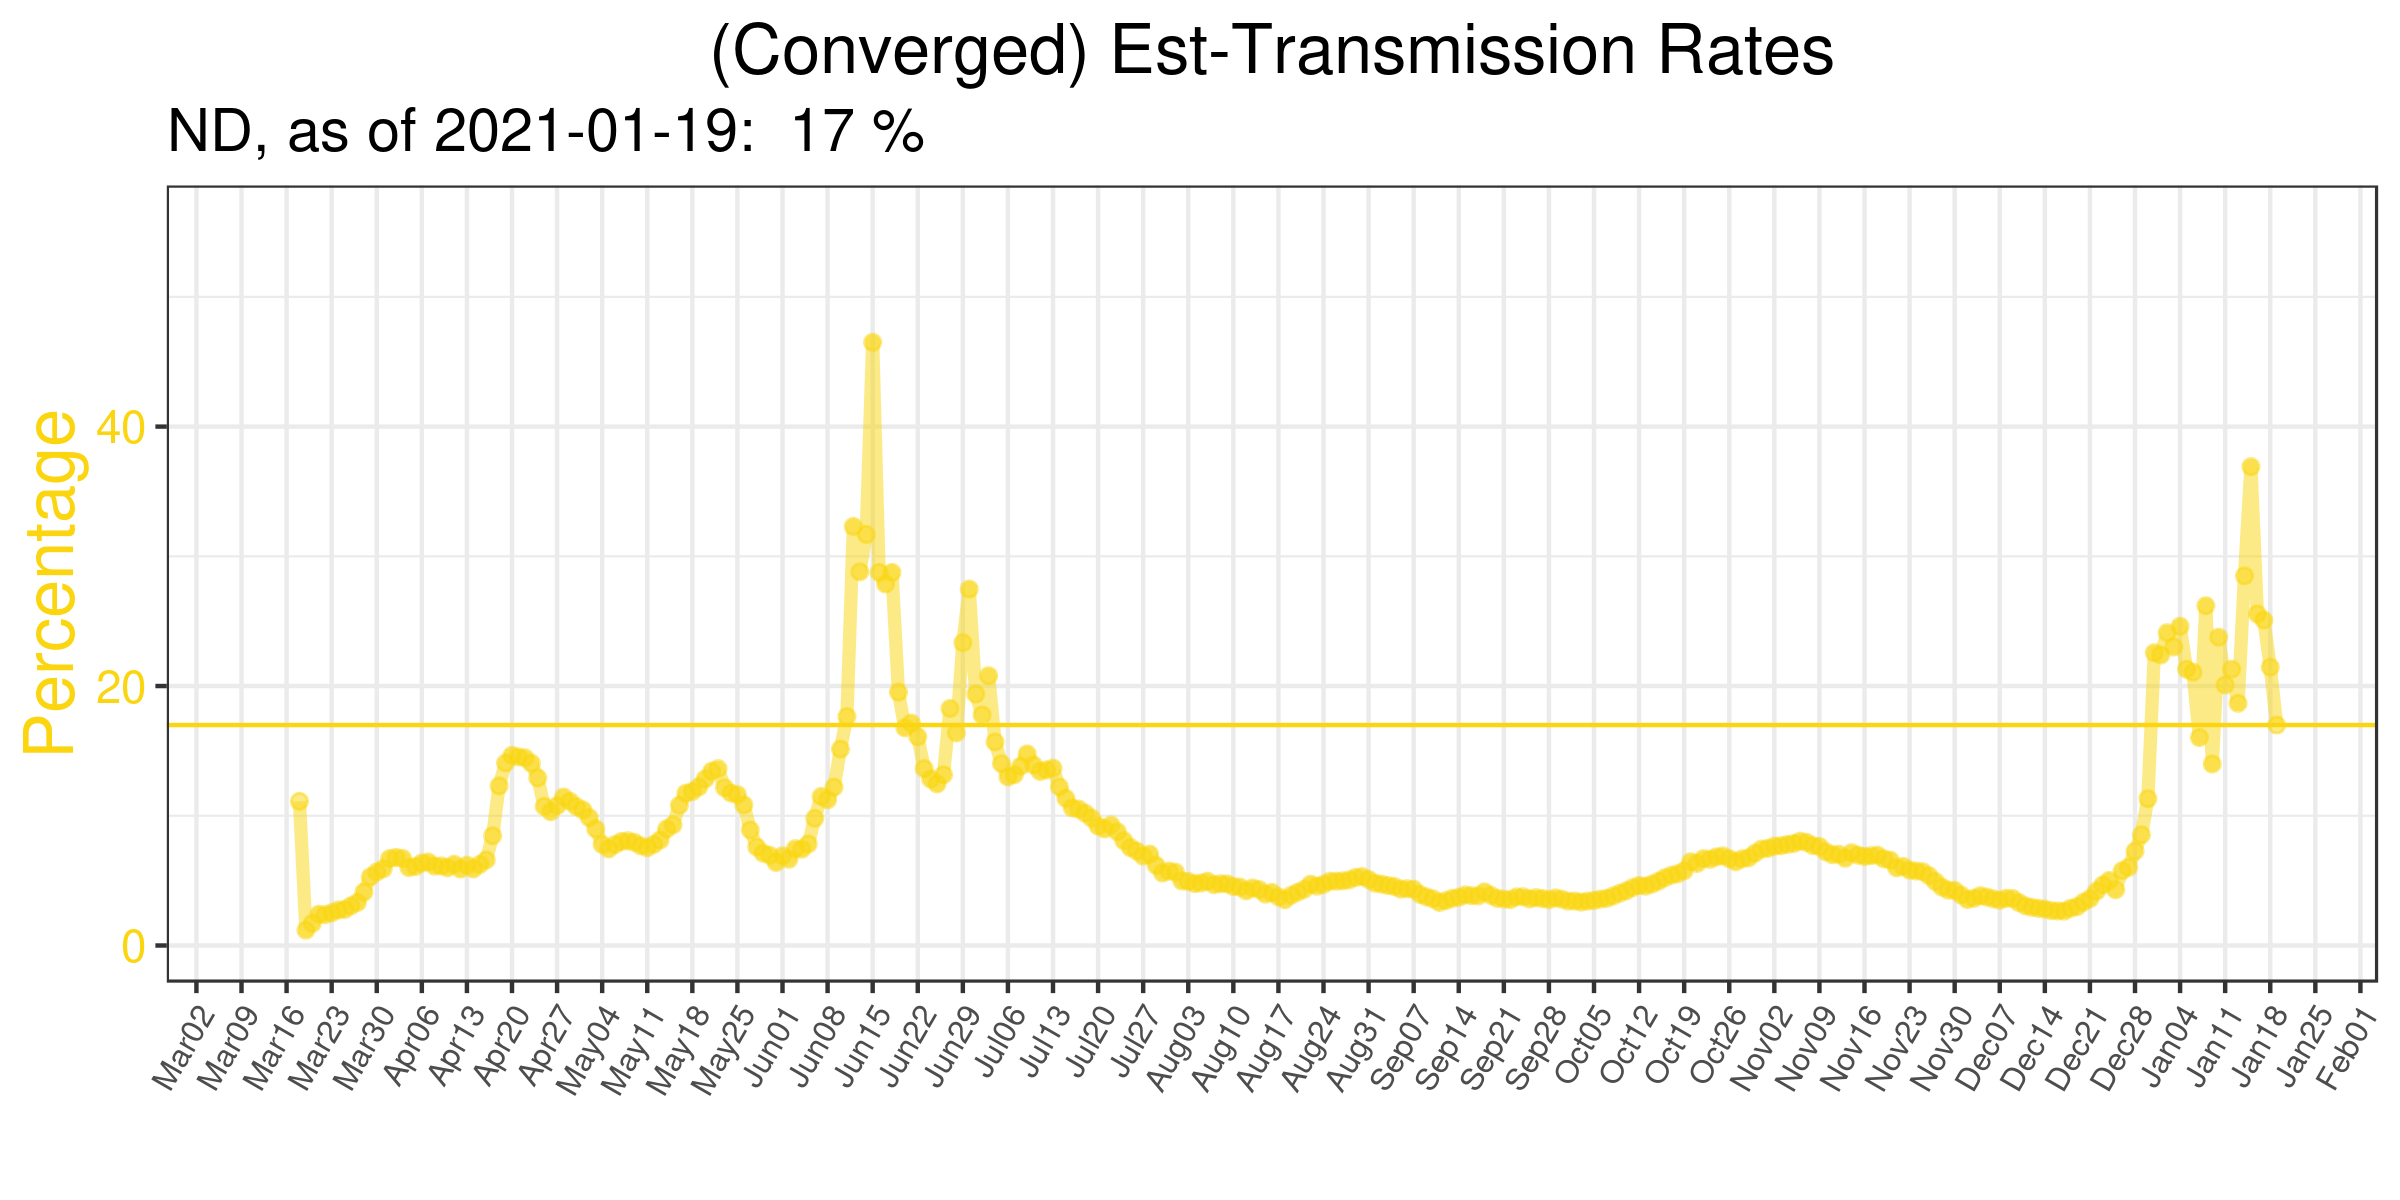 (Converged) Est-Transmission Rates
ND, as of 2021-01-19:  17 %
Percentage
40
20
0
Mar02
Mar09
Mar16
Mar23
Mar30
Apr06
Apr13
Apr20
Apr27
May04
May11
May18
May25
Jun01
Jun08
Jun15
Jun22
Jun29
Jul06
Jul13
Jul20
Jul27
Aug03
Aug10
Aug17
Aug24
Aug31
Sep07
Sep14
Sep21
Sep28
Oct05
Oct12
Oct19
Oct26
Nov02
Nov09
Nov16
Nov23
Nov30
Dec07
Dec14
Dec21
Dec28
Jan04
Jan11
Jan18
Jan25
Feb01